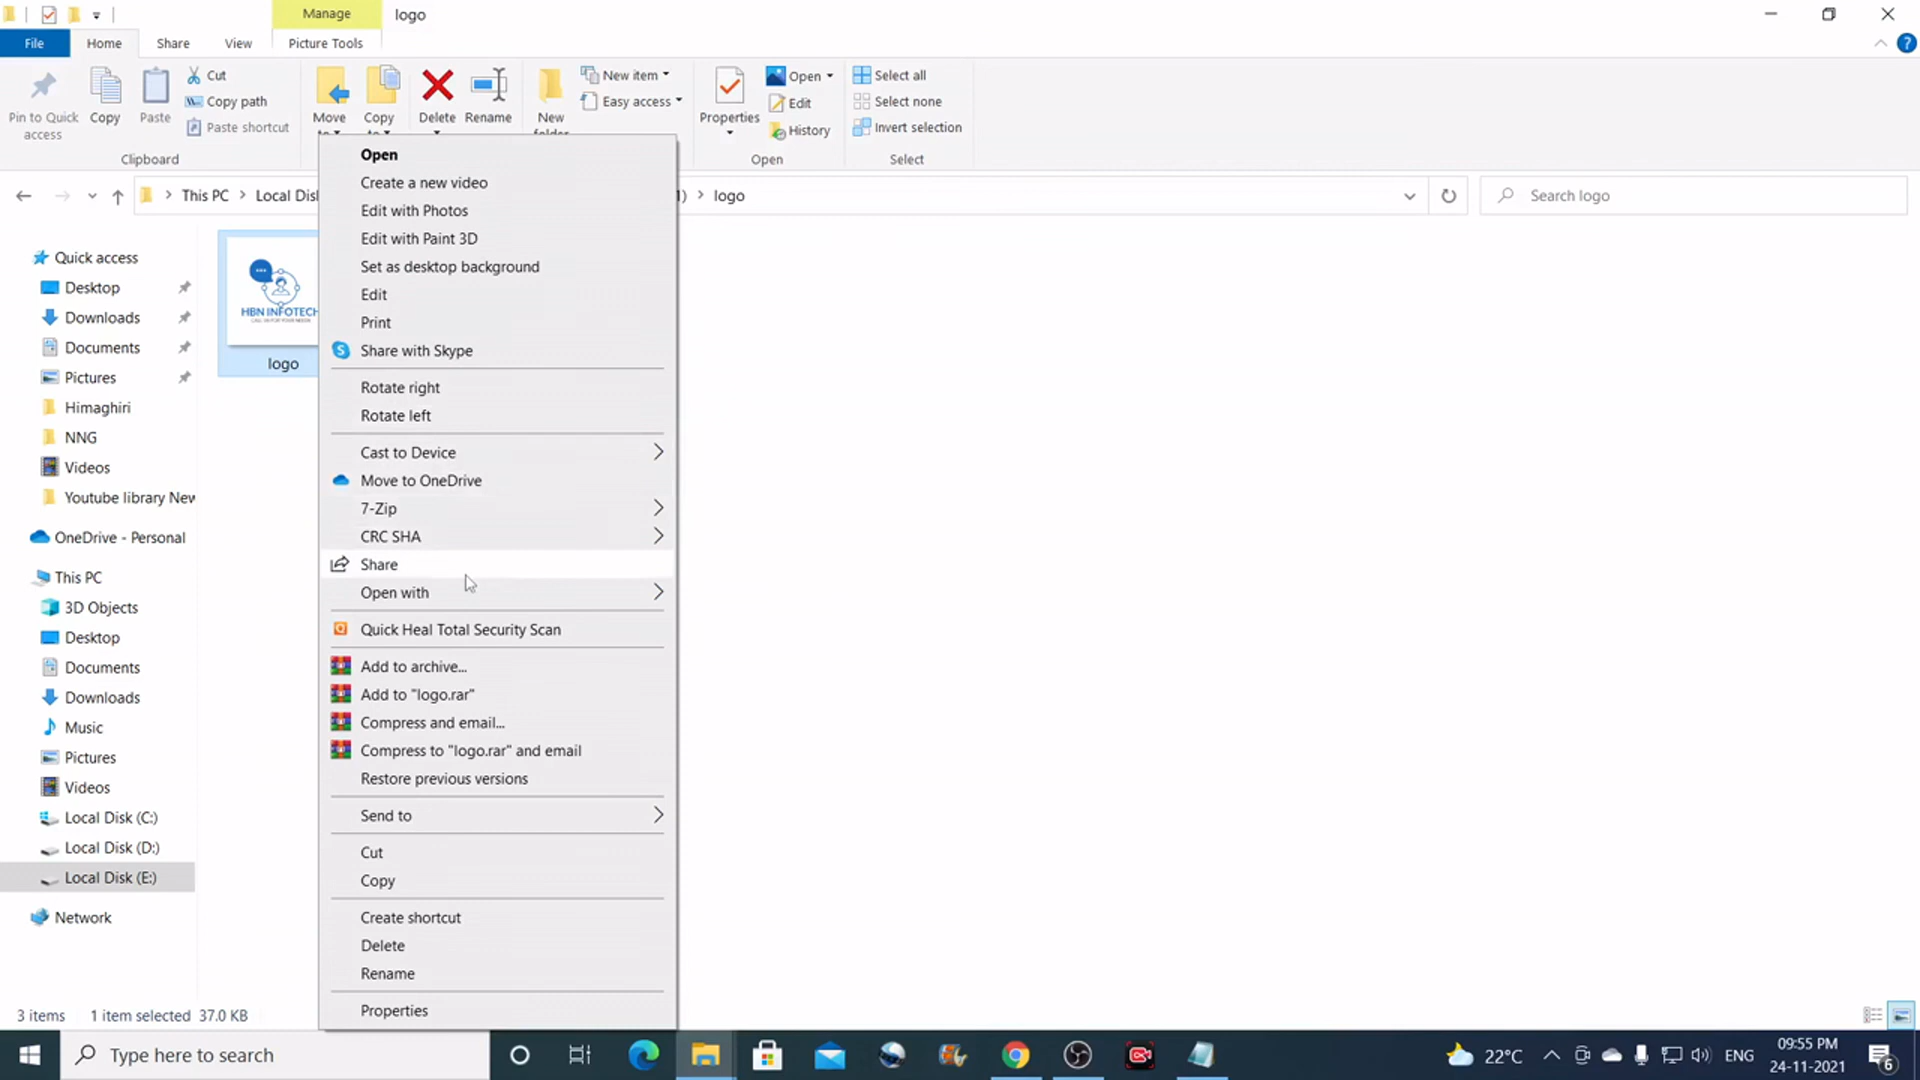 Manage
logo
File
Home
Share
View
Picture Tools
Pin to Quick access
Copy
Paste
Cut
Copy path
Paste shortcut
Clipboard
Move to
Copy to
Delete
Rename
New folder
New item
Easy access
Properties
Open
Edit
History
Open
Select all
Select none
Invert selection
Select
This PC
Local Disk
1)
logo
Search logo
Quick access
Desktop
Downloads
Documents
Pictures
Himaghiri
NNG
Videos
Youtube library New
OneDrive - Personal
This PC
3D Objects
Desktop
Documents
Downloads
Music
Pictures
Videos
Local Disk (C:)
Local Disk (D:)
Local Disk (E:)
Network
HBN INFOTECH
logo
Open
Create a new video
Edit with Photos
Edit with Paint 3D
Set as desktop background
Edit
Print
Share with Skype
Rotate right
Rotate left
Cast to Device
Move to OneDrive
7-Zip
CRC SHA
Share
Open with
Quick Heal Total Security Scan
Add to archive...
Add to "logo.rar"
Compress and email...
Compress to "logo.rar" and email
Restore previous versions
Send to
Cut
Copy
Create shortcut
Delete
Rename
Properties
3 items
1 item selected 37.0 KB
Type here to search
22°C
ENG
09:55 PM
24-11-2021
6